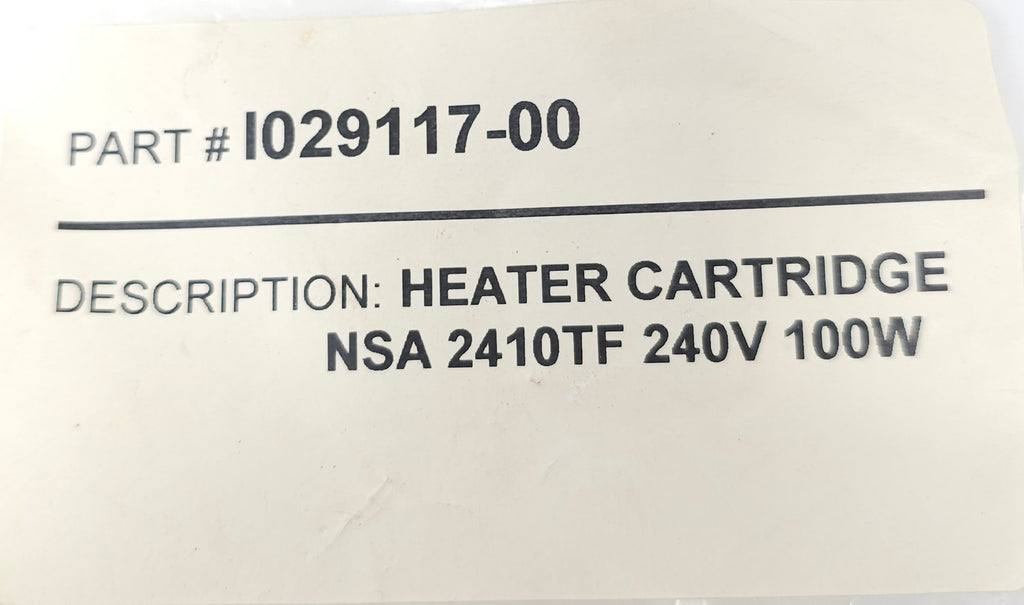 PART # I029117-00
DESCRIPTION: HEATER CARTRIDGE
NSA 2410TF 240V 100W